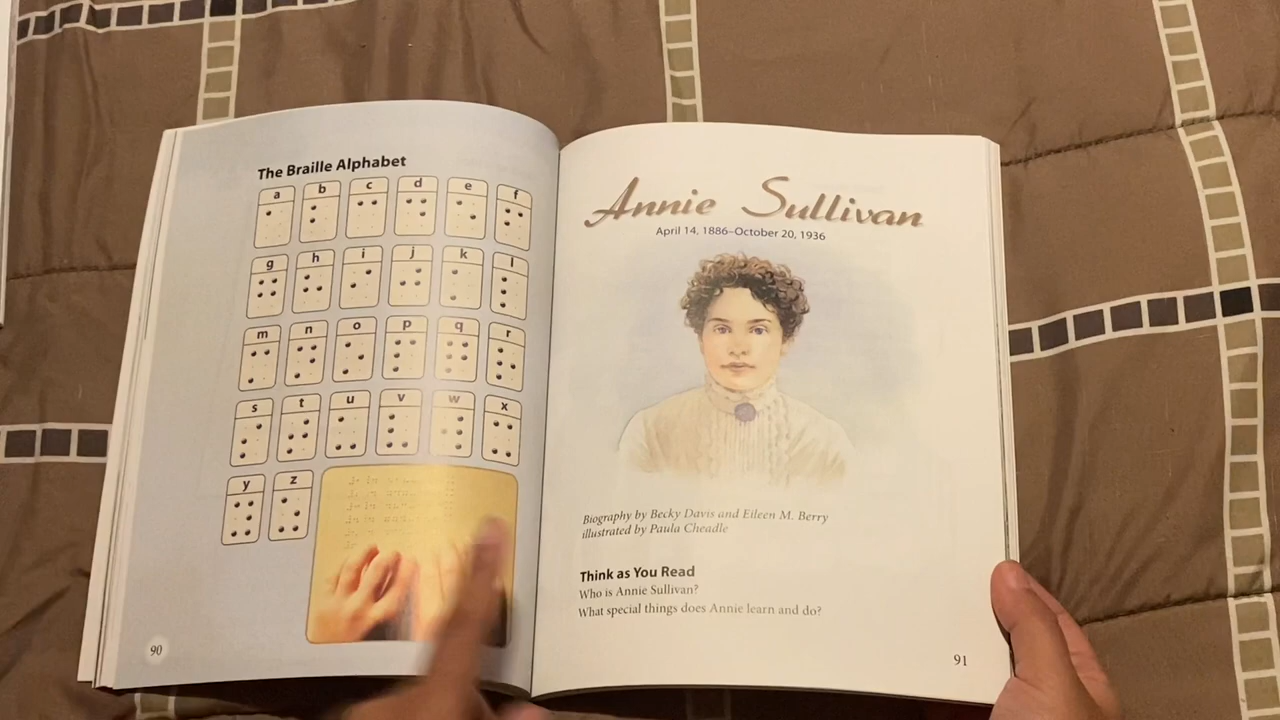 The Braille Alphabet
a b c d e f
g h i j k l
m n o p q r
s t u v w x
y z
90
Annie Sullivan
April 14, 1886–October 20, 1936
Biography by Becky Davis and Eileen M. Berry
illustrated by Paula Cheadle
Think as You Read
Who is Annie Sullivan?
What special things does Annie learn and do?
91